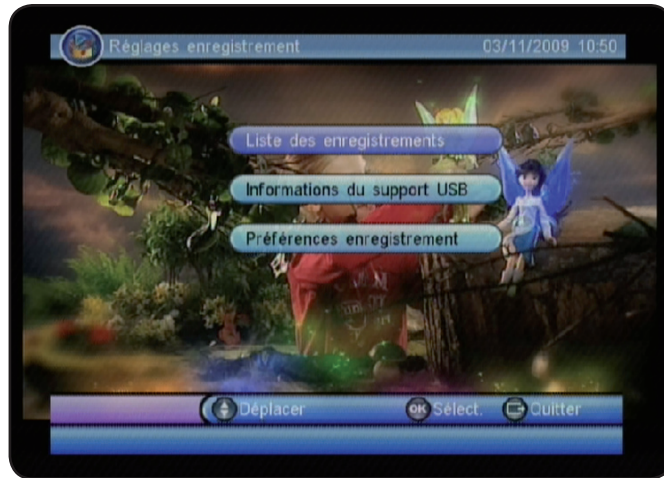 Réglages enregistrement 03/11/2009 10:50
Liste des enregistrements
Informations du support USB
Préférences enregistrement
Déplacer OK Sélect. Quitter